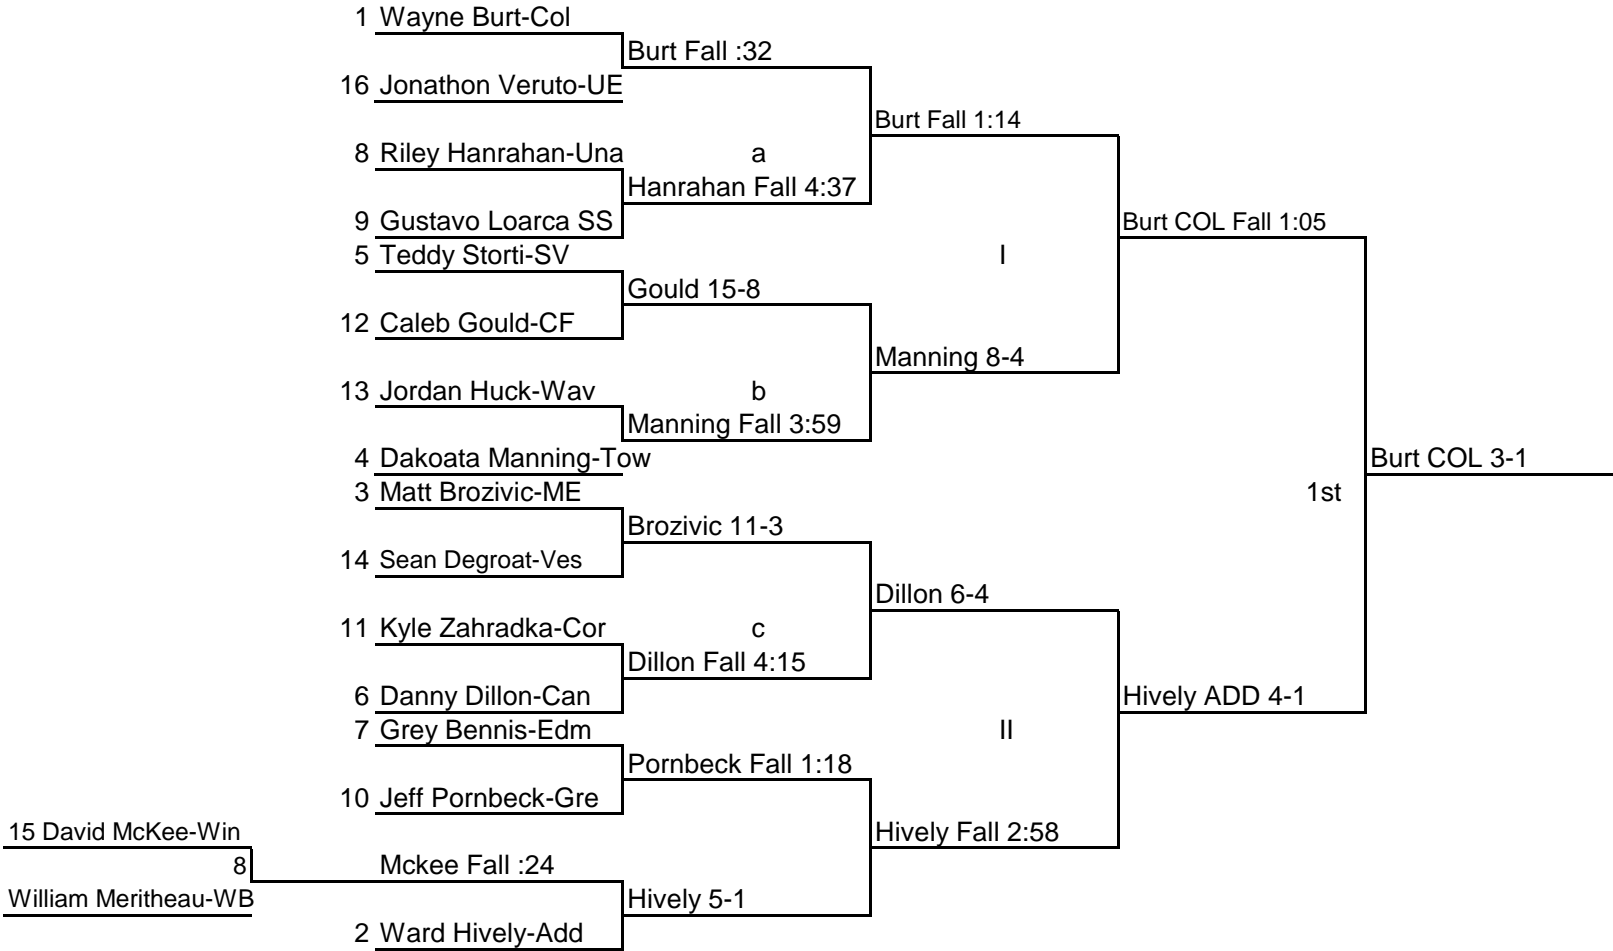 1 Wayne Burt-Col
Burt Fall :32
16 Jonathon Veruto-UE
Burt Fall 1:14
8 Riley Hanrahan-Una
a
Hanrahan Fall 4:37
9 Gustavo Loarca SS
Burt COL Fall 1:05
5 Teddy Storti-SV
I
Gould 15-8
12 Caleb Gould-CF
Manning 8-4
13 Jordan Huck-Wav
b
Manning Fall 3:59
4 Dakoata Manning-Tow
Burt COL 3-1
3 Matt Brozivic-ME
1st
Brozivic 11-3
14 Sean Degroat-Ves
Dillon 6-4
11 Kyle Zahradka-Cor
c
Dillon Fall 4:15
6 Danny Dillon-Can
Hively ADD 4-1
7 Grey Bennis-Edm
II
Pornbeck Fall 1:18
10 Jeff Pornbeck-Gre
15 David McKee-Win
Hively Fall 2:58
8
Mckee Fall :24
William Meritheau-WB
Hively 5-1
2 Ward Hively-Add